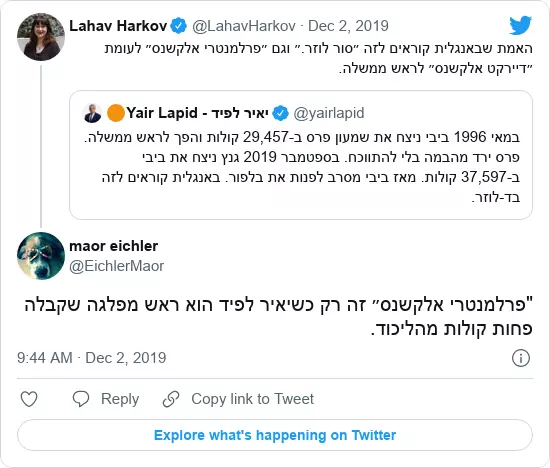 Lahav Harkov @LahavHarkov · Dec 2, 2019
האמת שבאנגלית קוראים לזה ״סור לוזר.״ וגם ״פרלמנטרי אלקשנס״ לעומת
״דיירקט אלקשנס״ לראש ממשלה.
Yair Lapid - יאיר לפיד @yairlapid
במאי 1996 ביבי ניצח את שמעון פרס ב-29,457 קולות והפך לראש ממשלה.
פרס ירד מהבמה בלי להתווכח. בספטמבר 2019 גנץ ניצח את ביבי
ב-37,597 קולות. מאז ביבי מסרב לפנות את בלפור. באנגלית קוראים לזה
בד-לוזר.
maor eichler
@EichlerMaor
"פרלמנטרי אלקשנס״ זה רק כשיאיר לפיד הוא ראש מפלגה שקבלה
פחות קולות מהליכוד.
9:44 AM · Dec 2, 2019
Reply
Copy link to Tweet
Explore what's happening on Twitter